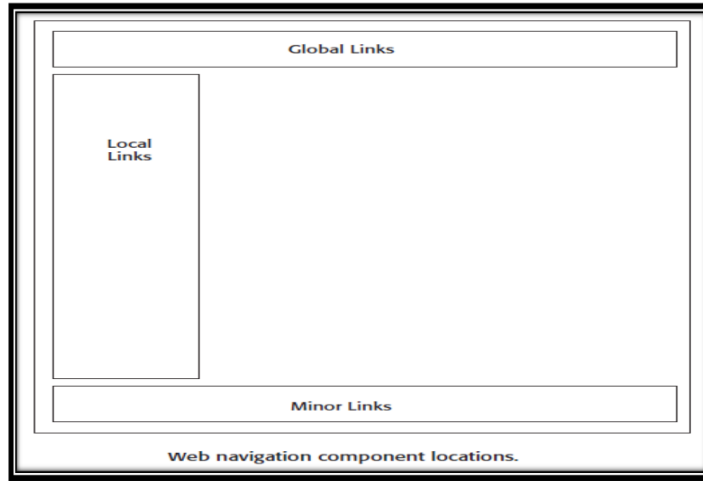 Global Links
Local
Links
Minor Links
Web navigation component locations.